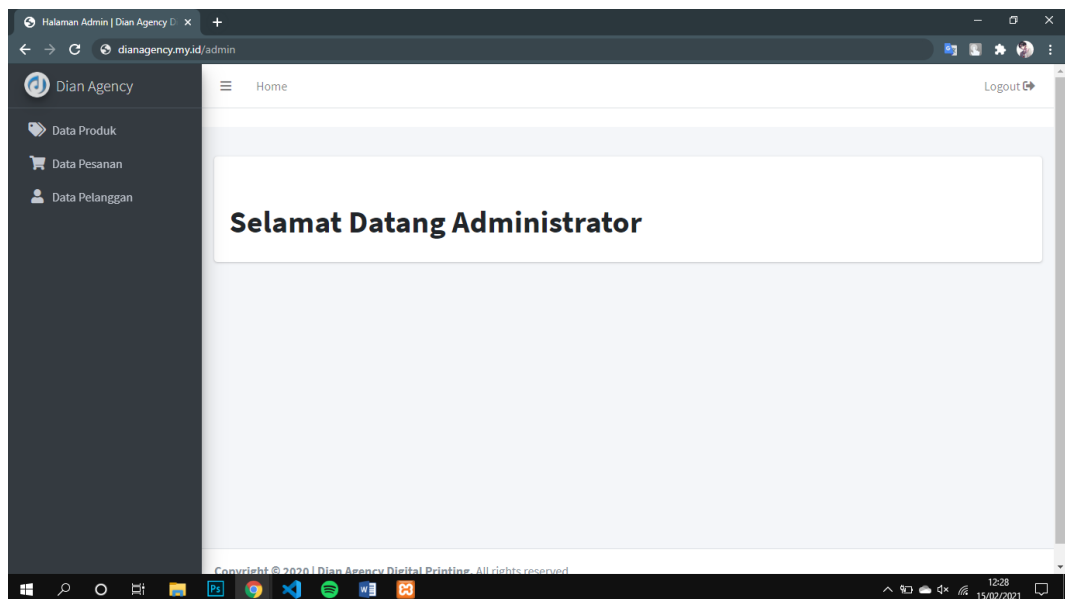 Halaman Admin | Dian Agency D
dianagency.my.id/admin
Dian Agency
Home
Logout
Data Produk
Data Pesanan
Data Pelanggan
Selamat Datang Administrator
Copyright © 2020 | Dian Agency Digital Printing. All rights reserved
Ps
12:28
15/02/2021